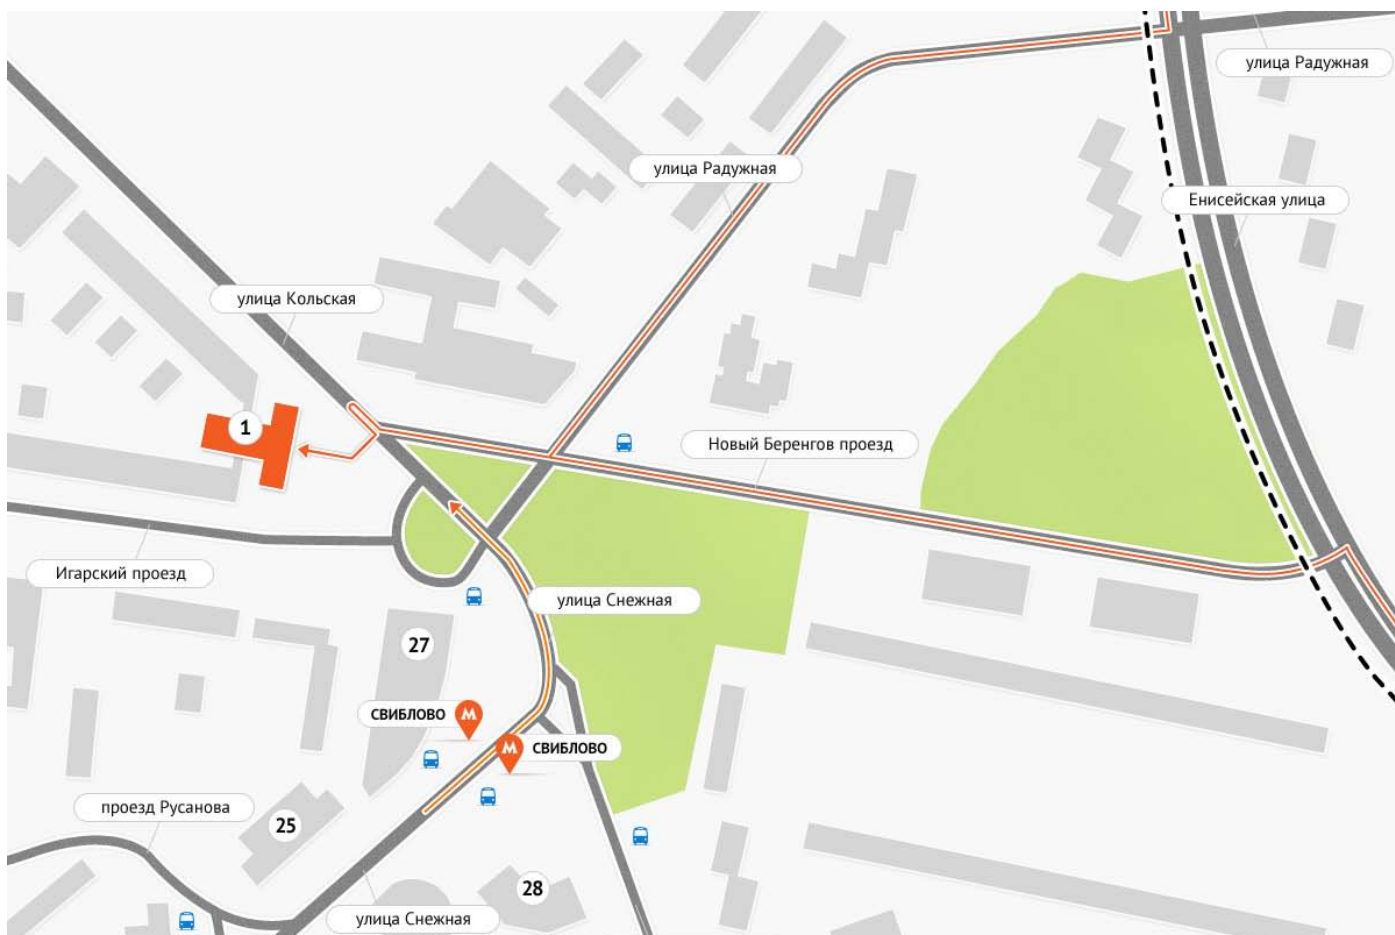 улица Радужная
улица Радужная
Енисейская улица
улица Кольская
1
Новый Беренгов проезд
Игарский проезд
улица Снежная
27
СВИБЛОВО М
М СВИБЛОВО
проезд Русанова
25
28
улица Снежная